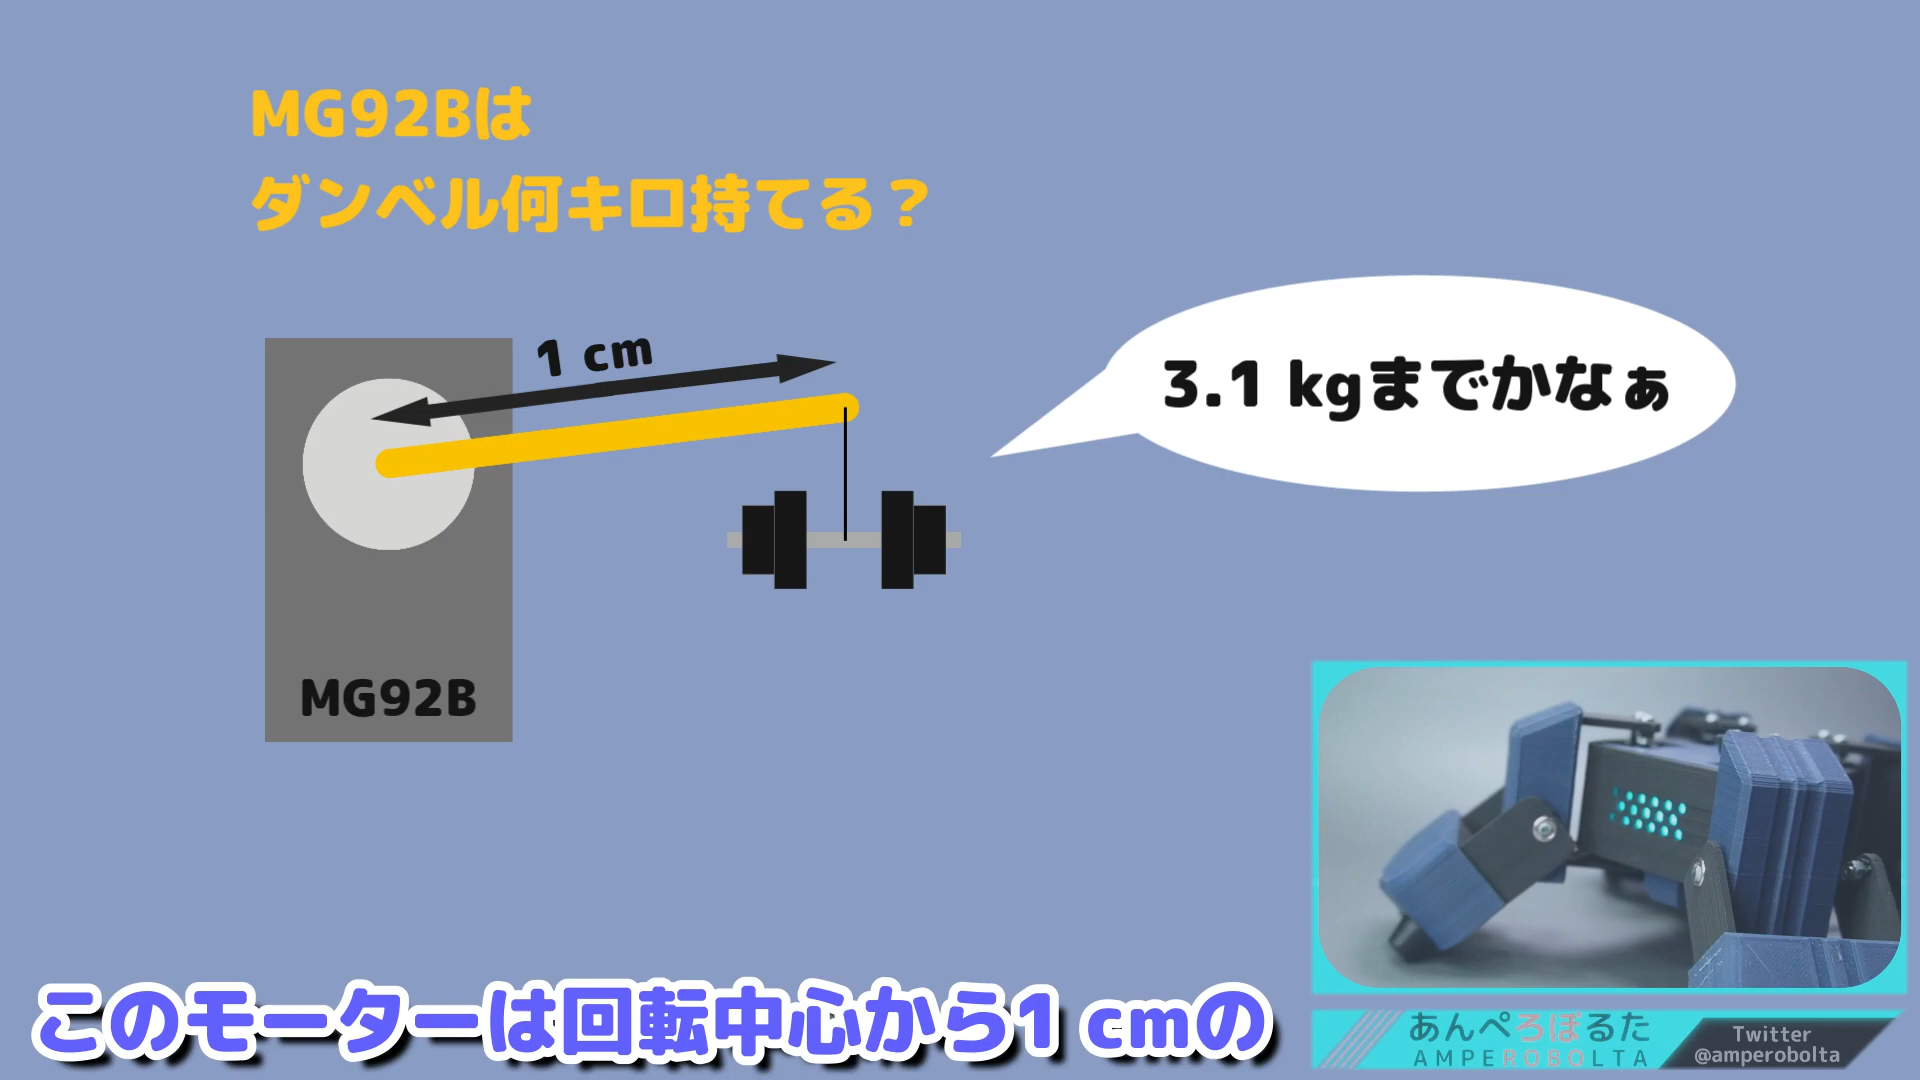 MG92Bは
ダンベル何キロ持てる？
1 cm
3.1 kgまでかなぁ
MG92B
このモーターは回転中心から1 cmの
あんぺろぼるた
AMPEROBOLTA
Twitter
@amperobolta